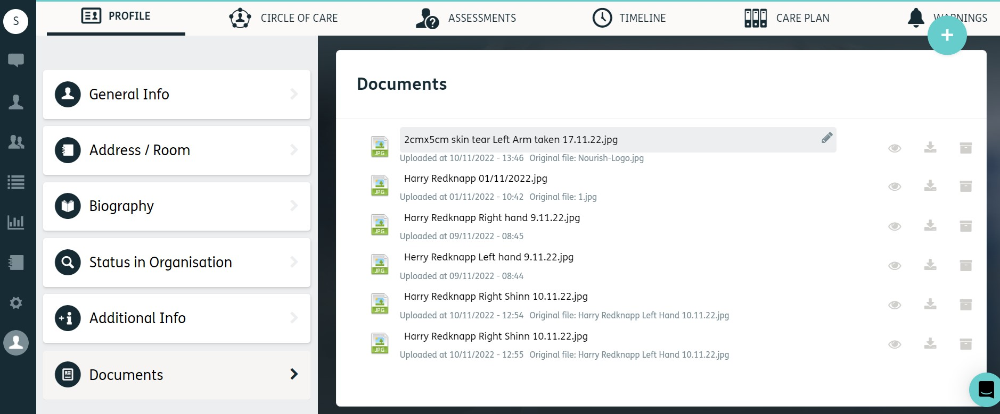 S
PROFILE
CIRCLE OF CARE
ASSESSMENTS
TIMELINE
CARE PLAN
WARNINGS
+
General Info
Address / Room
Biography
Status in Organisation
Additional Info
Documents
Documents
2cmx5cm skin tear Left Arm taken 17.11.22.jpg
Uploaded at 10/11/2022 - 13:46 Original file: Nourish-Logo.jpg
JPG
Harry Redknapp 01/11/2022.jpg
Uploaded at 01/11/2022 - 10:42 Original file: 1.jpg
JPG
Harry Redknapp Right hand 9.11.22.jpg
Uploaded at 09/11/2022 - 08:45
JPG
Herry Redknapp Left hand 9.11.22.jpg
Uploaded at 09/11/2022 - 08:44
JPG
Harry Redknapp Right Shinn 10.11.22.jpg
Uploaded at 10/11/2022 - 12:54 Original file: Harry Redknapp Left Hand 10.11.22.jpg
JPG
Harry Redknapp Right Shinn 10.11.22.jpg
Uploaded at 10/11/2022 - 12:55 Original file: Harry Redknapp Left Hand 10.11.22.jpg
JPG